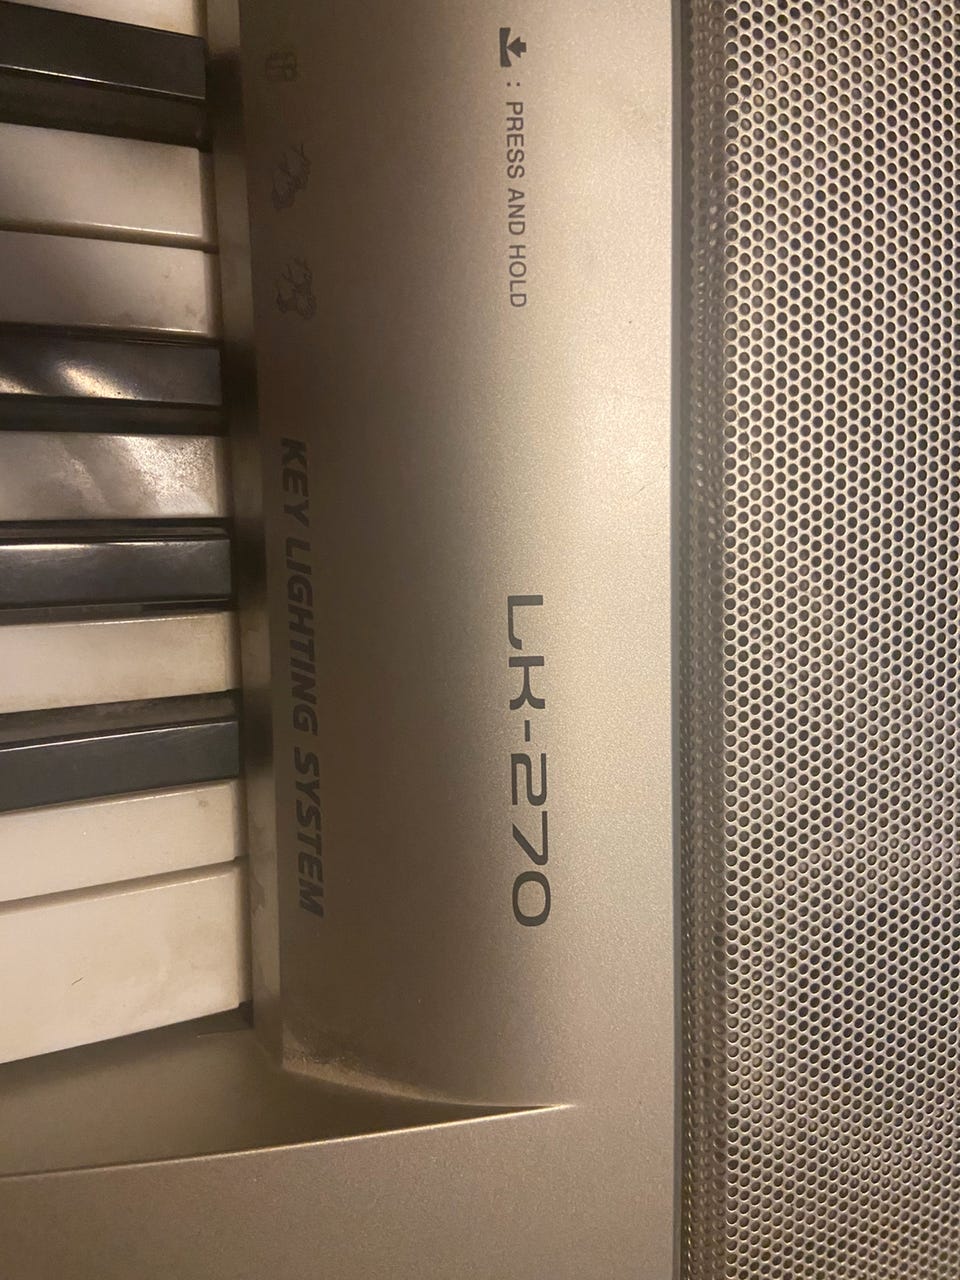 : PRESS AND HOLD
LK-270
KEY LIGHTING SYSTEM